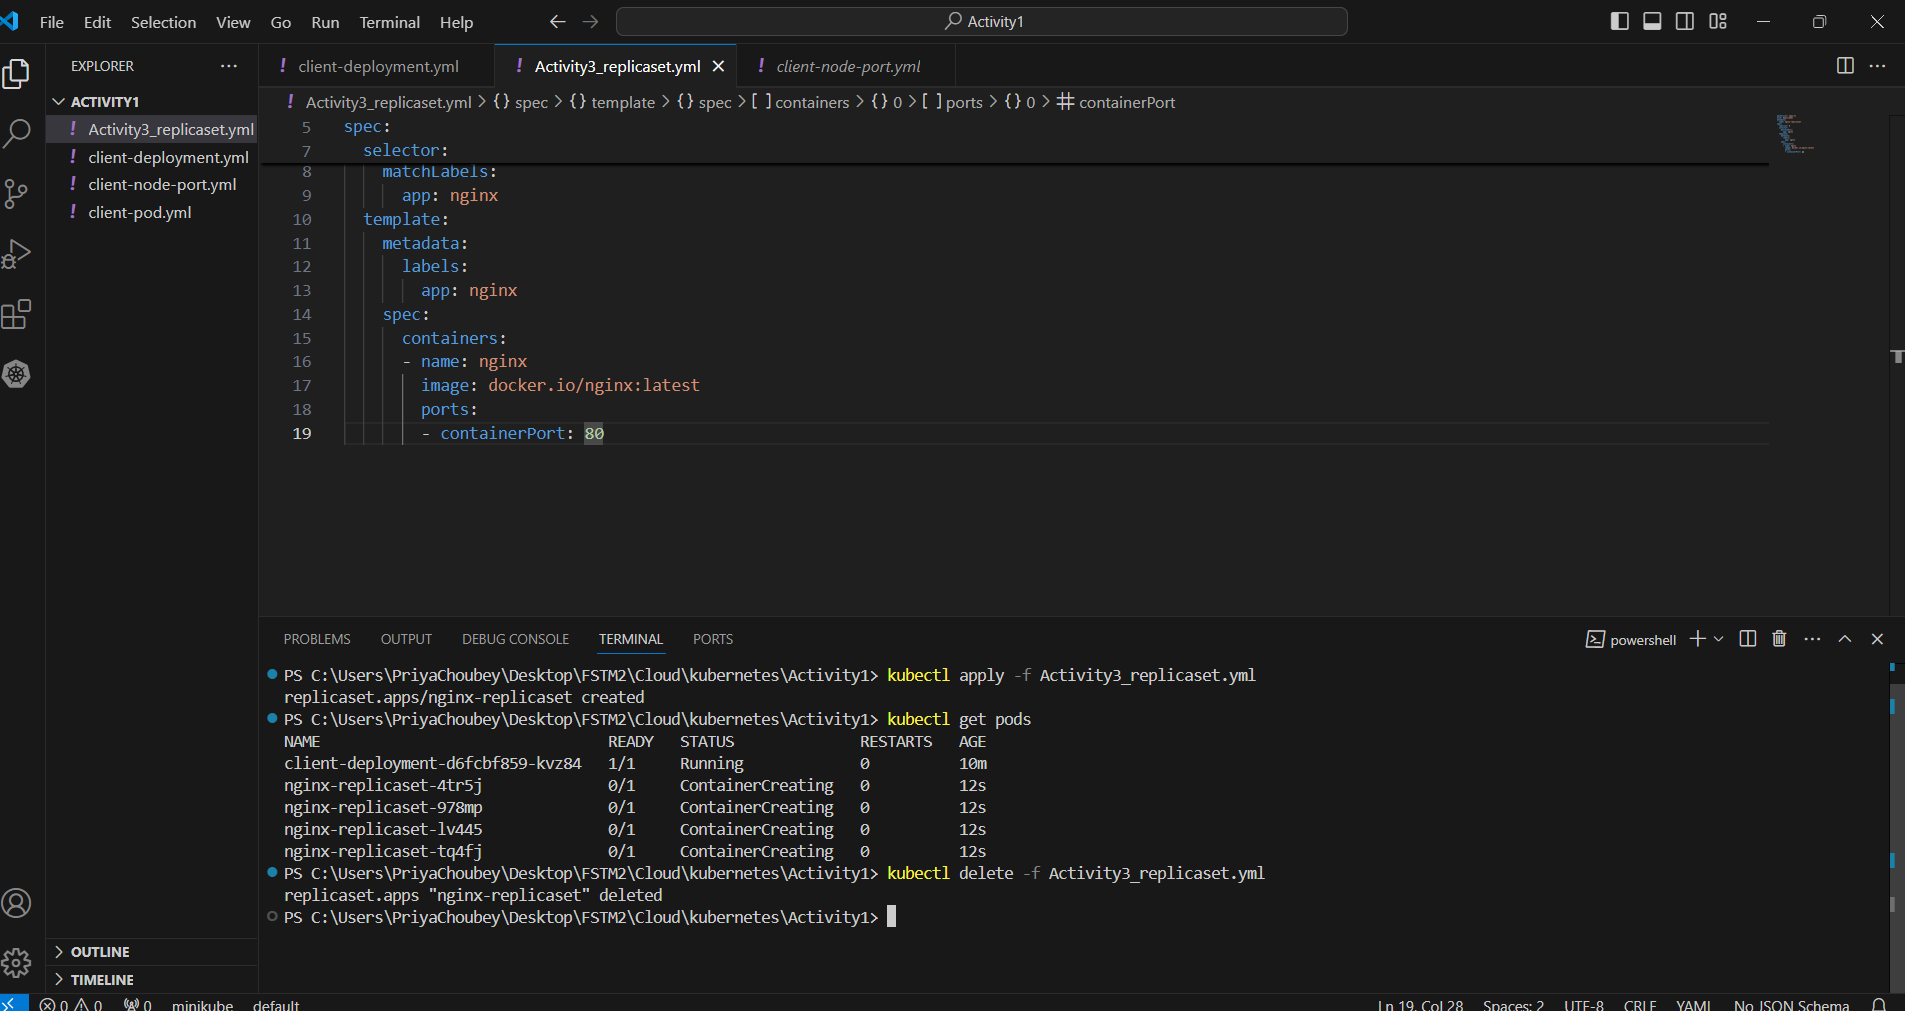 File Edit Selection View Go Run Terminal Help
Activity1
EXPLORER
ACTIVITY1
Activity3_replicaset.yml
client-deployment.yml
client-node-port.yml
client-pod.yml
OUTLINE
TIMELINE
client-deployment.yml Activity3_replicaset.yml client-node-port.yml
Activity3_replicaset.yml > {} spec > {} template > {} spec > [ ] containers > {} 0 > [ ] ports > {} 0 > # containerPort
5 spec:
7 selector:
8 matchLabels:
9 app: nginx
10 template:
11 metadata:
12 labels:
13 app: nginx
14 spec:
15 containers:
16 - name: nginx
17 image: docker.io/nginx:latest
18 ports:
19 - containerPort: 80
PROBLEMS OUTPUT DEBUG CONSOLE TERMINAL PORTS
powershell
PS C:\Users\PriyaChoubey\Desktop\FSTM2\Cloud\kubernetes\Activity1> kubectl apply -f Activity3_replicaset.yml
replicaset.apps/nginx-replicaset created
PS C:\Users\PriyaChoubey\Desktop\FSTM2\Cloud\kubernetes\Activity1> kubectl get pods
NAME READY STATUS RESTARTS AGE
client-deployment-d6fcbf859-kvz84 1/1 Running 0 10m
nginx-replicaset-4tr5j 0/1 ContainerCreating 0 12s
nginx-replicaset-978mp 0/1 ContainerCreating 0 12s
nginx-replicaset-lv445 0/1 ContainerCreating 0 12s
nginx-replicaset-tq4fj 0/1 ContainerCreating 0 12s
PS C:\Users\PriyaChoubey\Desktop\FSTM2\Cloud\kubernetes\Activity1> kubectl delete -f Activity3_replicaset.yml
replicaset.apps "nginx-replicaset" deleted
PS C:\Users\PriyaChoubey\Desktop\FSTM2\Cloud\kubernetes\Activity1>
0 0 0 minikube default Ln 19, Col 28 Spaces: 2 UTF-8 CRLF YAML No JSON Schema